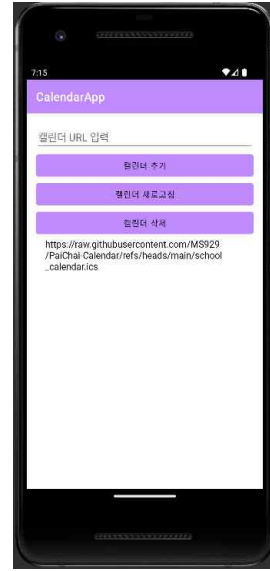 7:15
CalendarApp
캘린더 URL 입력
캘린더 추가
캘린더 새로고침
캘린더 삭제
https://raw.githubusercontent.com/MS929
/PaiChai-Calendar/refs/heads/main/school
_calendar.ics